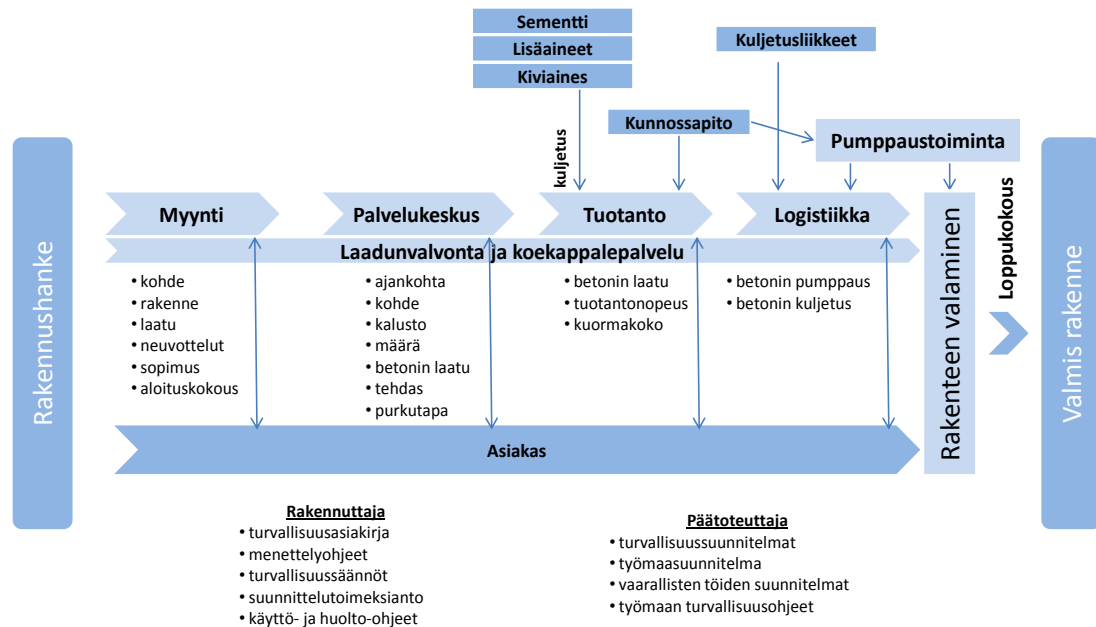 Sementti
Lisäaineet
Kiviaines
Kuljetusliikkeet
Kunnossapito
kuljetus
Pumppaustoiminta
Rakennushanke
Myynti
Palvelukeskus
Tuotanto
Logistiikka
Laadunvalvonta ja koekappalepalvelu
• kohde
• rakenne
• laatu
• neuvottelut
• sopimus
• aloituskokous
• ajankohta
• kohde
• kalusto
• määrä
• betonin laatu
• tehdas
• purkutapa
• betonin laatu
• tuotantonopeus
• kuormakoko
• betonin pumppaus
• betonin kuljetus
Rakenteen valaminen
Loppukokous
Valmis rakenne
Asiakas
Rakennuttaja
• turvallisuusasiakirja
• menettelyohjeet
• turvallisuussäännöt
• suunnittelutoimeksianto
• käyttö- ja huolto-ohjeet
Päätoteuttaja
• turvallisuussuunnitelmat
• työmaasuunnitelma
• vaarallisten töiden suunnitelmat
• työmaan turvallisuusohjeet